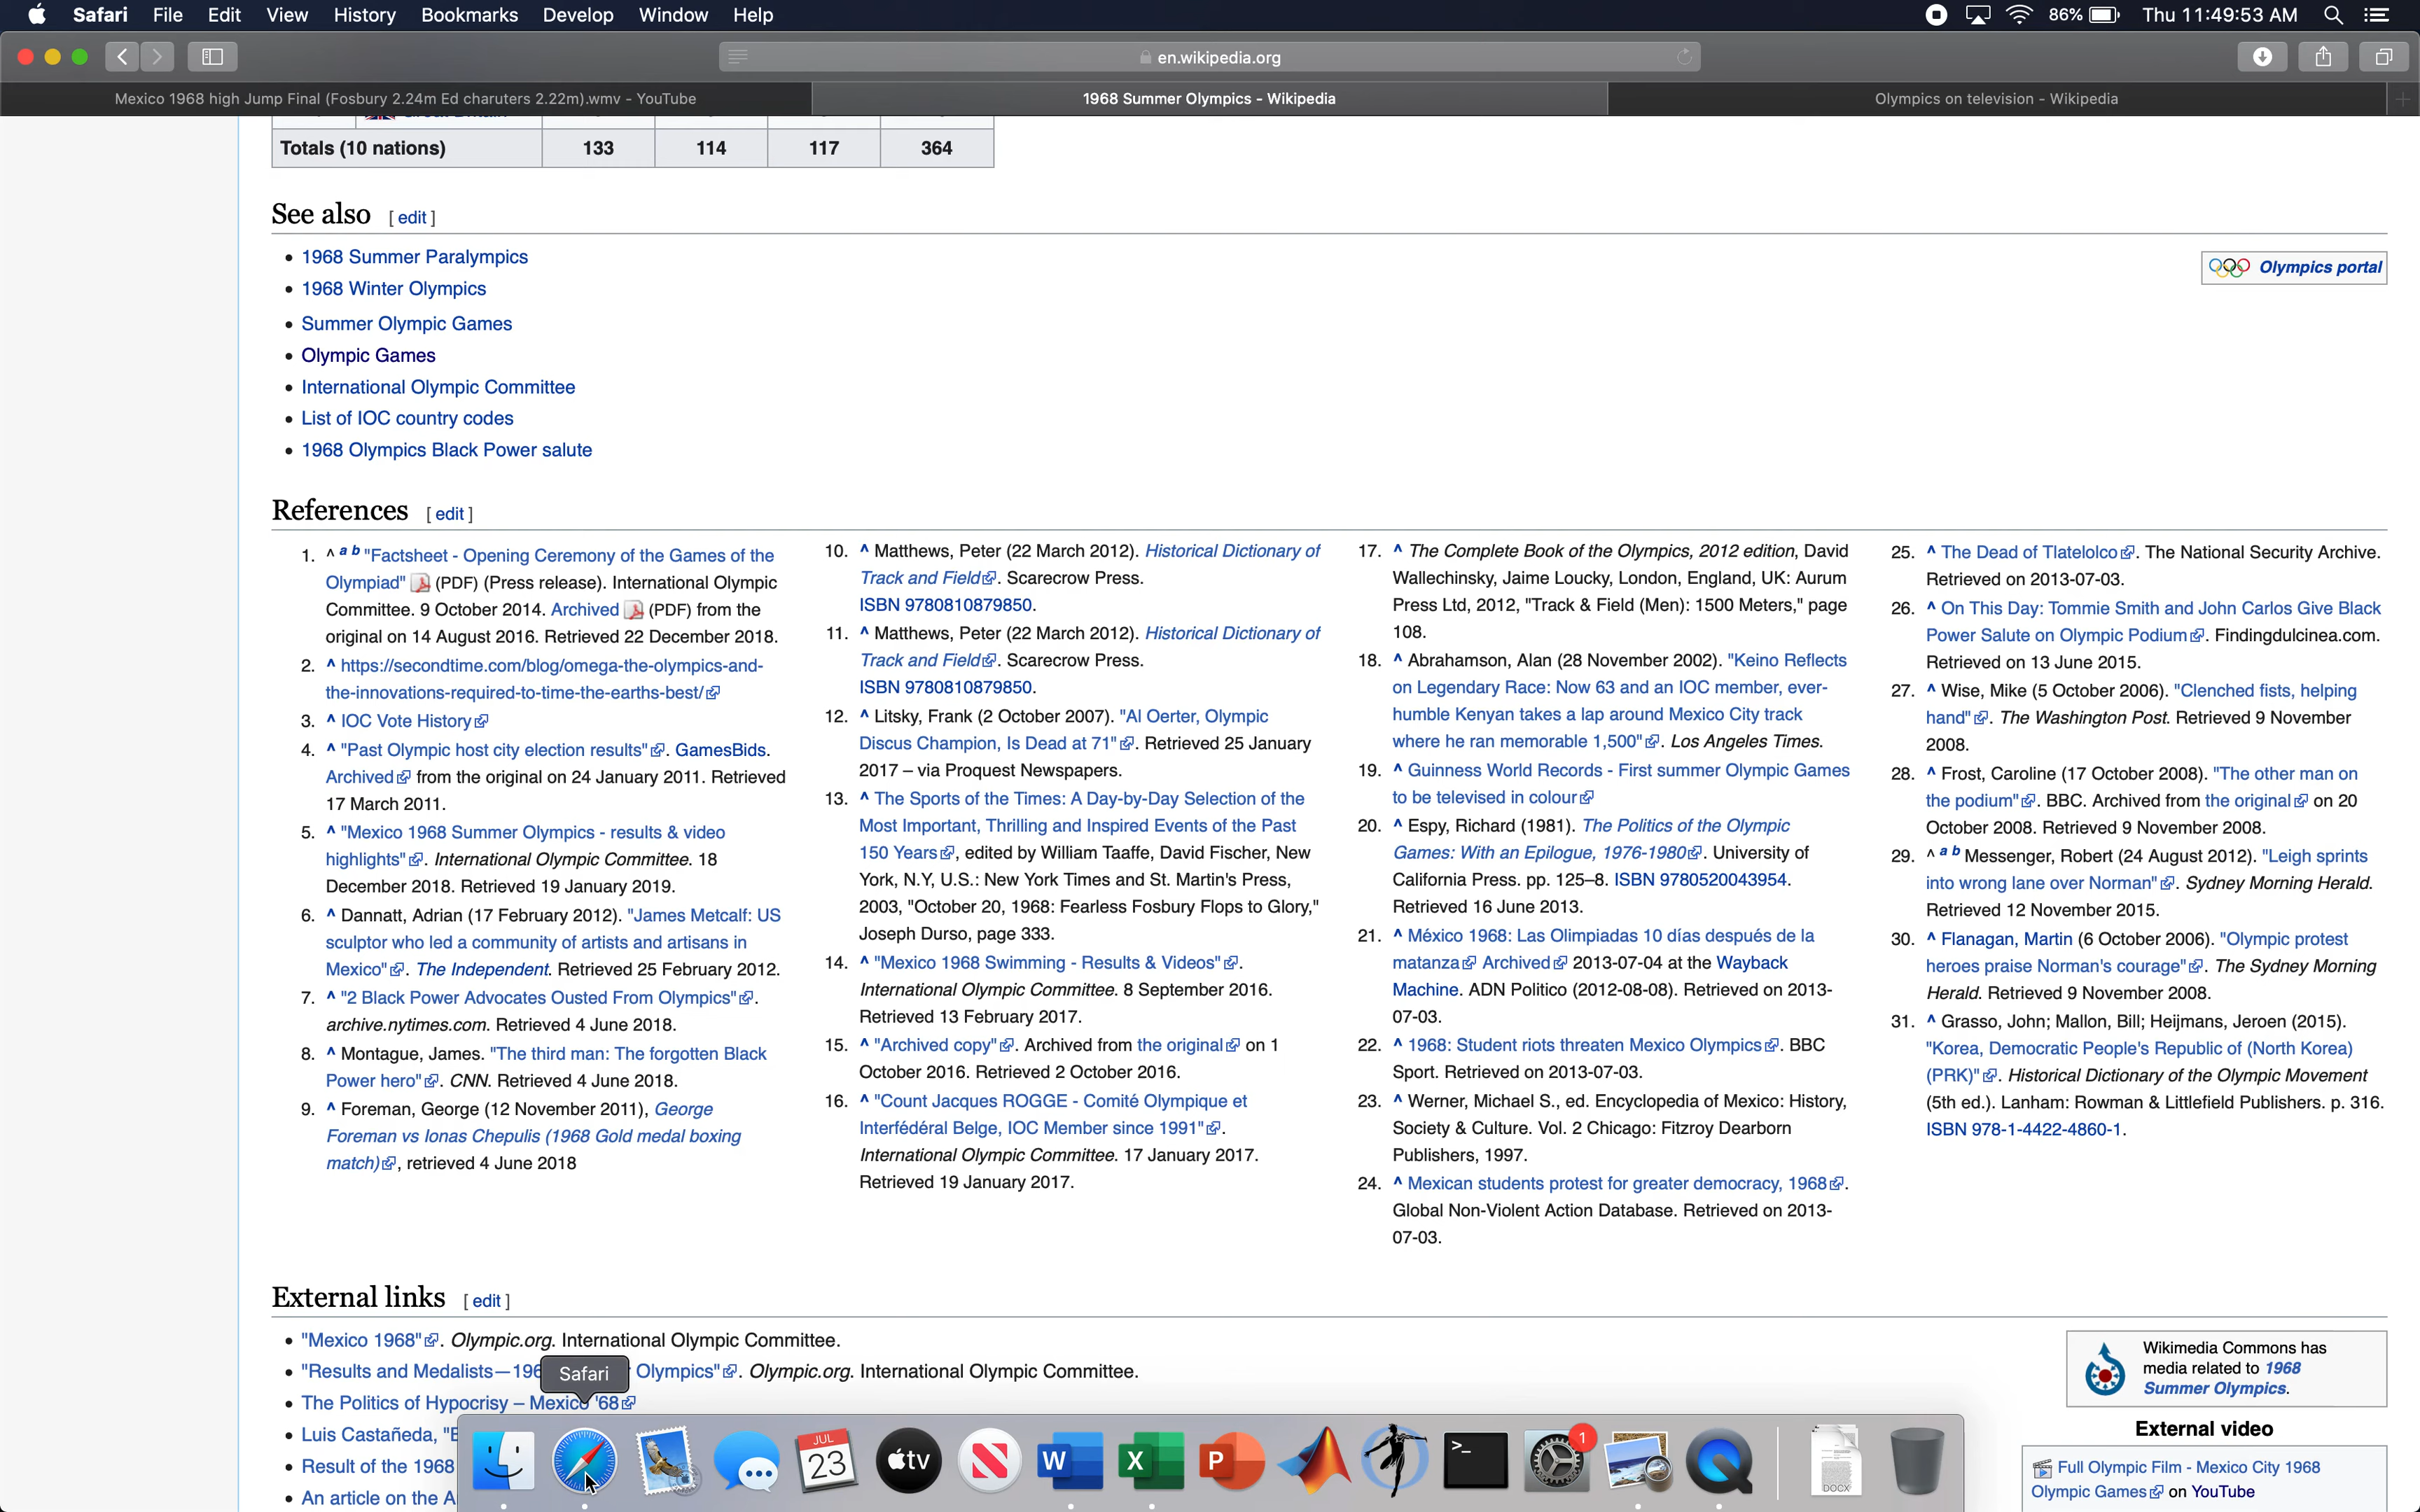 Safari File Edit View History Bookmarks Develop Window Help
86% Thu 11:49:53 AM
en.wikipedia.org
Mexico 1968 high Jump Final (Fosbury 2.24m Ed charuters 2.22m).wmv - YouTube
1968 Summer Olympics - Wikipedia
Olympics on television - Wikipedia
Totals (10 nations) 133 114 117 364
See also [ edit ]
1968 Summer Paralympics
1968 Winter Olympics
Summer Olympic Games
Olympic Games
International Olympic Committee
List of IOC country codes
1968 Olympics Black Power salute
Olympics portal
References [ edit ]
1. ^ a b "Factsheet - Opening Ceremony of the Games of the
Olympiad" (PDF) (Press release). International Olympic
Committee. 9 October 2014. Archived (PDF) from the
original on 14 August 2016. Retrieved 22 December 2018.
2. ^ https://secondtime.com/blog/omega-the-olympics-and-
the-innovations-required-to-time-the-earths-best/
3. ^ IOC Vote History
4. ^ "Past Olympic host city election results". GamesBids.
Archived from the original on 24 January 2011. Retrieved
17 March 2011.
5. ^ "Mexico 1968 Summer Olympics - results & video
highlights". International Olympic Committee. 18
December 2018. Retrieved 19 January 2019.
6. ^ Dannatt, Adrian (17 February 2012). "James Metcalf: US
sculptor who led a community of artists and artisans in
Mexico". The Independent. Retrieved 25 February 2012.
7. ^ "2 Black Power Advocates Ousted From Olympics".
archive.nytimes.com. Retrieved 4 June 2018.
8. ^ Montague, James. "The third man: The forgotten Black
Power hero". CNN. Retrieved 4 June 2018.
9. ^ Foreman, George (12 November 2011), George
Foreman vs Ionas Chepulis (1968 Gold medal boxing
match), retrieved 4 June 2018
10. ^ Matthews, Peter (22 March 2012). Historical Dictionary of
Track and Field. Scarecrow Press.
ISBN 9780810879850.
11. ^ Matthews, Peter (22 March 2012). Historical Dictionary of
Track and Field. Scarecrow Press.
ISBN 9780810879850.
12. ^ Litsky, Frank (2 October 2007). "Al Oerter, Olympic
Discus Champion, Is Dead at 71". Retrieved 25 January
2017 – via Proquest Newspapers.
13. ^ The Sports of the Times: A Day-by-Day Selection of the
Most Important, Thrilling and Inspired Events of the Past
150 Years, edited by William Taaffe, David Fischer, New
York, N.Y, U.S.: New York Times and St. Martin's Press,
2003, "October 20, 1968: Fearless Fosbury Flops to Glory,"
Joseph Durso, page 333.
14. ^ "Mexico 1968 Swimming - Results & Videos".
International Olympic Committee. 8 September 2016.
Retrieved 13 February 2017.
15. ^ "Archived copy". Archived from the original on 1
October 2016. Retrieved 2 October 2016.
16. ^ "Count Jacques ROGGE - Comité Olympique et
Interfédéral Belge, IOC Member since 1991".
International Olympic Committee. 17 January 2017.
Retrieved 19 January 2017.
17. ^ The Complete Book of the Olympics, 2012 edition, David
Wallechinsky, Jaime Loucky, London, England, UK: Aurum
Press Ltd, 2012, "Track & Field (Men): 1500 Meters," page
108.
18. ^ Abrahamson, Alan (28 November 2002). "Keino Reflects
on Legendary Race: Now 63 and an IOC member, ever-
humble Kenyan takes a lap around Mexico City track
where he ran memorable 1,500". Los Angeles Times.
19. ^ Guinness World Records - First summer Olympic Games
to be televised in colour
20. ^ Espy, Richard (1981). The Politics of the Olympic
Games: With an Epilogue, 1976-1980. University of
California Press. pp. 125–8. ISBN 9780520043954.
Retrieved 16 June 2013.
21. ^ México 1968: Las Olimpiadas 10 días después de la
matanza Archived 2013-07-04 at the Wayback
Machine. ADN Politico (2012-08-08). Retrieved on 2013-
07-03.
22. ^ 1968: Student riots threaten Mexico Olympics. BBC
Sport. Retrieved on 2013-07-03.
23. ^ Werner, Michael S., ed. Encyclopedia of Mexico: History,
Society & Culture. Vol. 2 Chicago: Fitzroy Dearborn
Publishers, 1997.
24. ^ Mexican students protest for greater democracy, 1968.
Global Non-Violent Action Database. Retrieved on 2013-
07-03.
25. ^ The Dead of Tlatelolco. The National Security Archive.
Retrieved on 2013-07-03.
26. ^ On This Day: Tommie Smith and John Carlos Give Black
Power Salute on Olympic Podium. Findingdulcinea.com.
Retrieved on 13 June 2015.
27. ^ Wise, Mike (5 October 2006). "Clenched fists, helping
hand". The Washington Post. Retrieved 9 November
2008.
28. ^ Frost, Caroline (17 October 2008). "The other man on
the podium". BBC. Archived from the original on 20
October 2008. Retrieved 9 November 2008.
29. ^ a b Messenger, Robert (24 August 2012). "Leigh sprints
into wrong lane over Norman". Sydney Morning Herald.
Retrieved 12 November 2015.
30. ^ Flanagan, Martin (6 October 2006). "Olympic protest
heroes praise Norman's courage". The Sydney Morning
Herald. Retrieved 9 November 2008.
31. ^ Grasso, John; Mallon, Bill; Heijmans, Jeroen (2015).
"Korea, Democratic People's Republic of (North Korea)
(PRK)". Historical Dictionary of the Olympic Movement
(5th ed.). Lanham: Rowman & Littlefield Publishers. p. 316.
ISBN 978-1-4422-4860-1.
External links [ edit ]
"Mexico 1968". Olympic.org. International Olympic Committee.
"Results and Medalists—196 Olympics". Olympic.org. International Olympic Committee.
Safari
The Politics of Hypocrisy – Mexico '68
Luis Castañeda, "
Result of the 1968
An article on the A
Wikimedia Commons has
media related to 1968
Summer Olympics.
External video
Full Olympic Film - Mexico City 1968
Olympic Games on YouTube
JUL
23
tv
W
X
P
>_
1
DOCX